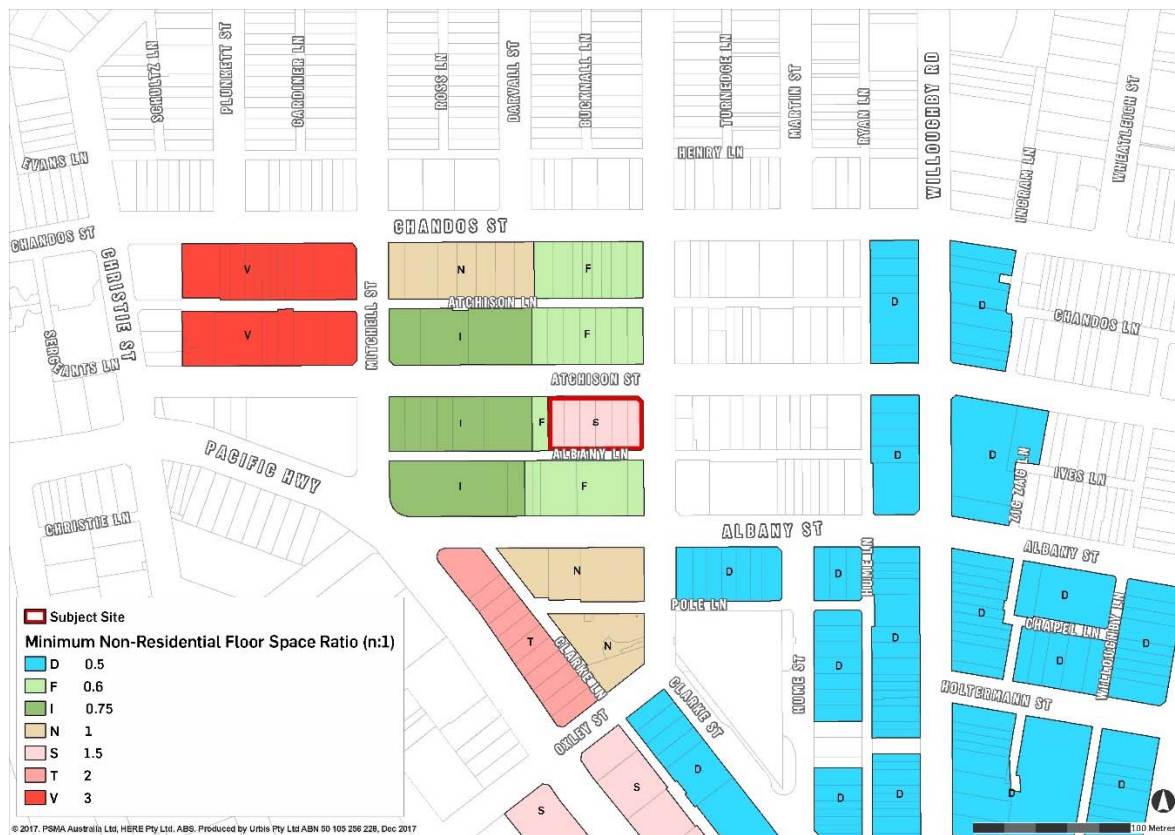 SCHULTZ LN
PLUNKETT ST
GARDINER LN
ROSS LN
DARVALL ST
BUCKNALL LN
TURNEDGE LN
MARTIN ST
RYAN LN
WILLOUGHBY RD
INGRAM LN
WHEATLEIGH ST
EVANS LN
HENRY LN
CHANDOS ST
CHANDOS ST
CHRISTIE ST
V
N
F
D
D
ATCHISON LN
V
I
F
CHANDOS LN
MITCHELL ST
SERGEANTS LN
ATCHISON ST
I
F
S
D
D
ALBANY LN
PACIFIC HWY
I
F
ZIG ZAG LN
IVES LN
CHRISTIE LN
ALBANY ST
ALBANY ST
N
D
D
HUME LN
D
D
POLE LN
T
CLARKE LN
N
D
D
CHAPEL LN
D
WILLOUGHBY LN
D
HUME ST
CLARKE ST
HOLTERMANN ST
OXLEY ST
S
D
S
D
D
D
D
Subject Site
Minimum Non-Residential Floor Space Ratio (n:1)
D 0.5
F 0.6
I 0.75
N 1
S 1.5
T 2
V 3
© 2017. PSMA Australia Ltd, HERE Pty Ltd. ABS. Produced by Urbis Pty Ltd ABN 50 105 256 228, Dec 2017
100 Metres